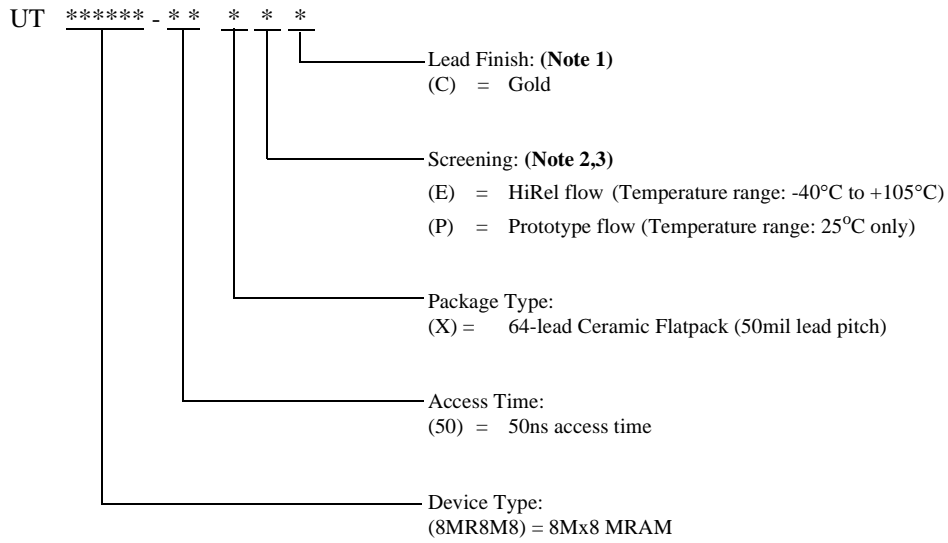 UT ****** - * * * * *
Lead Finish: (Note 1)
(C) = Gold
Screening: (Note 2,3)
(E) = HiRel flow (Temperature range: -40°C to +105°C)
(P) = Prototype flow (Temperature range: 25°C only)
Package Type:
(X) = 64-lead Ceramic Flatpack (50mil lead pitch)
Access Time:
(50) = 50ns access time
Device Type:
(8MR8M8) = 8Mx8 MRAM